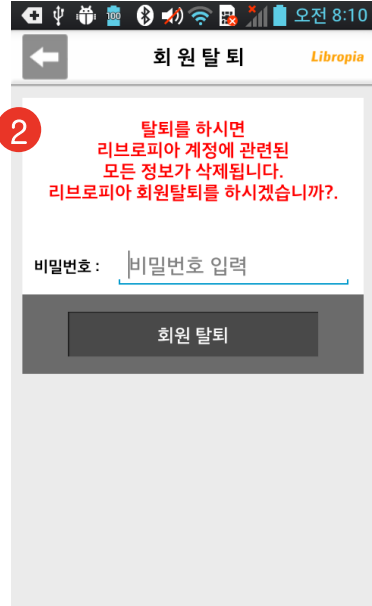 100 오전 8:10
회원탈퇴 Libropia
2
탈퇴를 하시면
리브로피아 계정에 관련된
모든 정보가 삭제됩니다.
리브로피아 회원탈퇴를 하시겠습니까?.
비밀번호 : 비밀번호 입력
회원 탈퇴